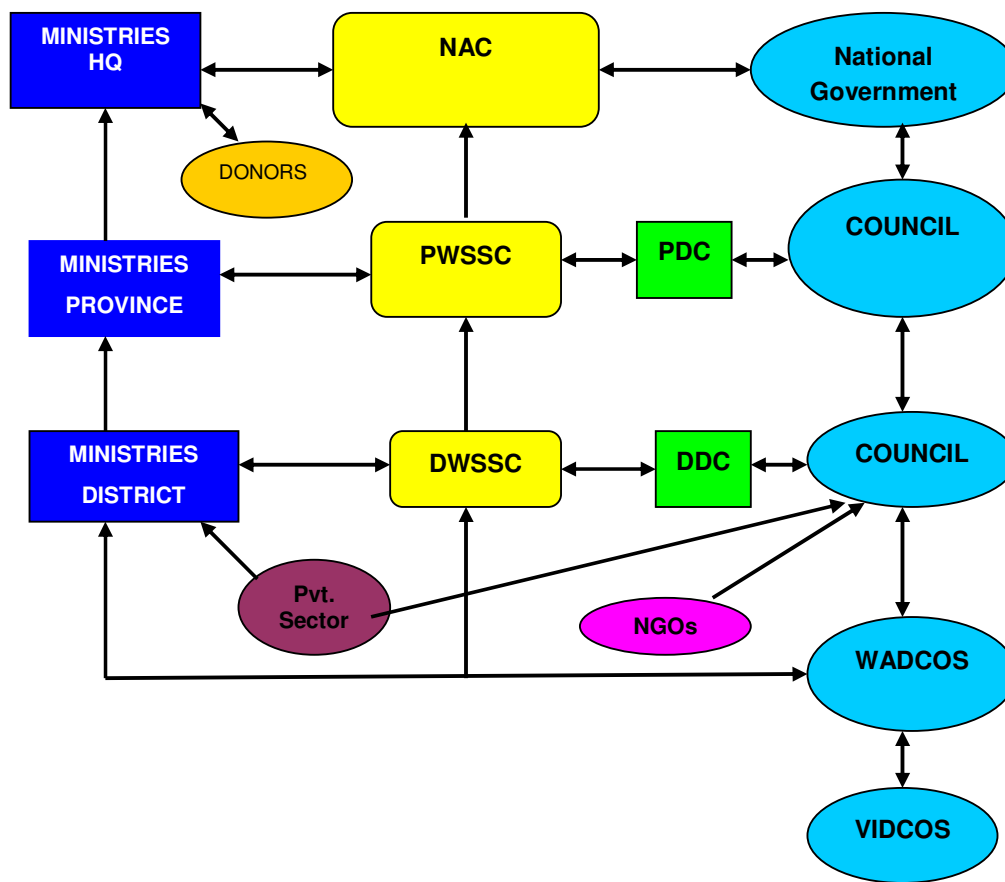 MINISTRIES
HQ
NAC
National
Government
DONORS
MINISTRIES
PROVINCE
PWSSC
PDC
COUNCIL
MINISTRIES
DISTRICT
DWSSC
DDC
COUNCIL
Pvt.
Sector
NGOs
WADCOS
VIDCOS